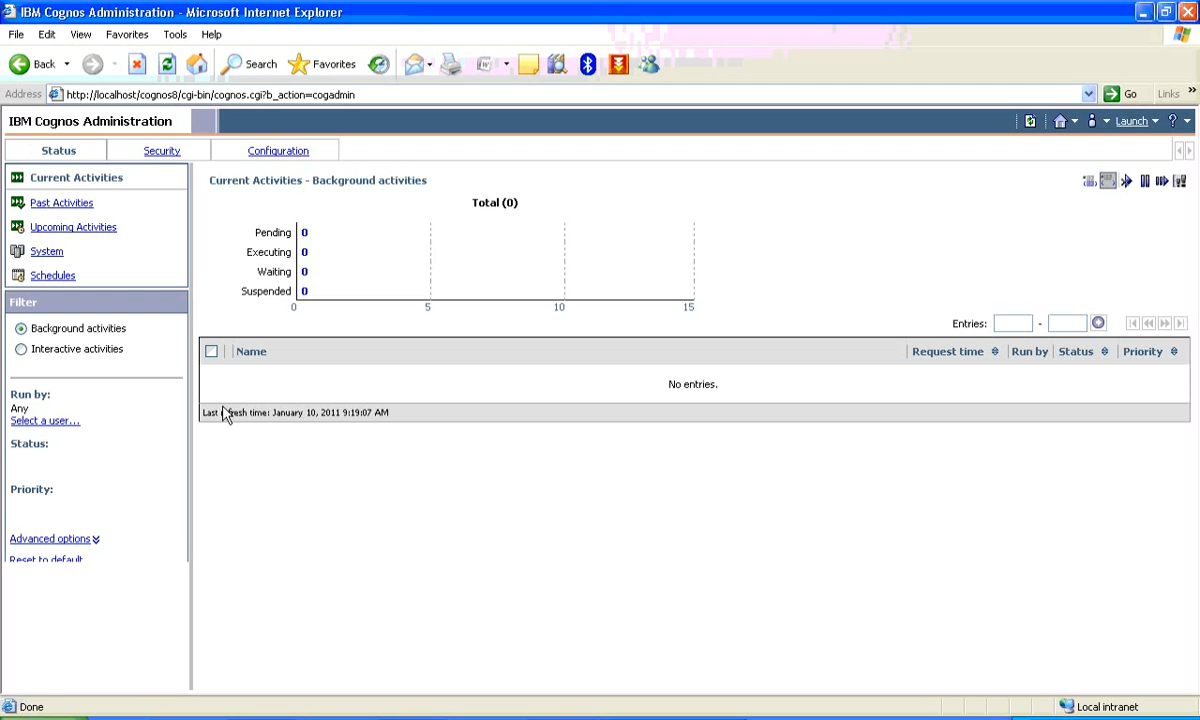 IBM Cognos Administration - Microsoft Internet Explorer
File Edit View Favorites Tools Help
Back Search Favorites
Address http://localhost/cognos8/cgi-bin/cognos.cgi?b_action=cogadmin Go Links »
IBM Cognos Administration Launch ?
Status Security Configuration
Current Activities
Past Activities
Upcoming Activities
System
Schedules
Filter
Background activities
Interactive activities
Run by:
Any
Select a user...
Status:
Priority:
Advanced options
Reset to default
Current Activities - Background activities
Total (0)
Pending 0
Executing 0
Waiting 0
Suspended 0
0 5 10 15
Entries: -
Name Request time Run by Status Priority
No entries.
Last refresh time: January 10, 2011 9:19:07 AM
Done Local intranet